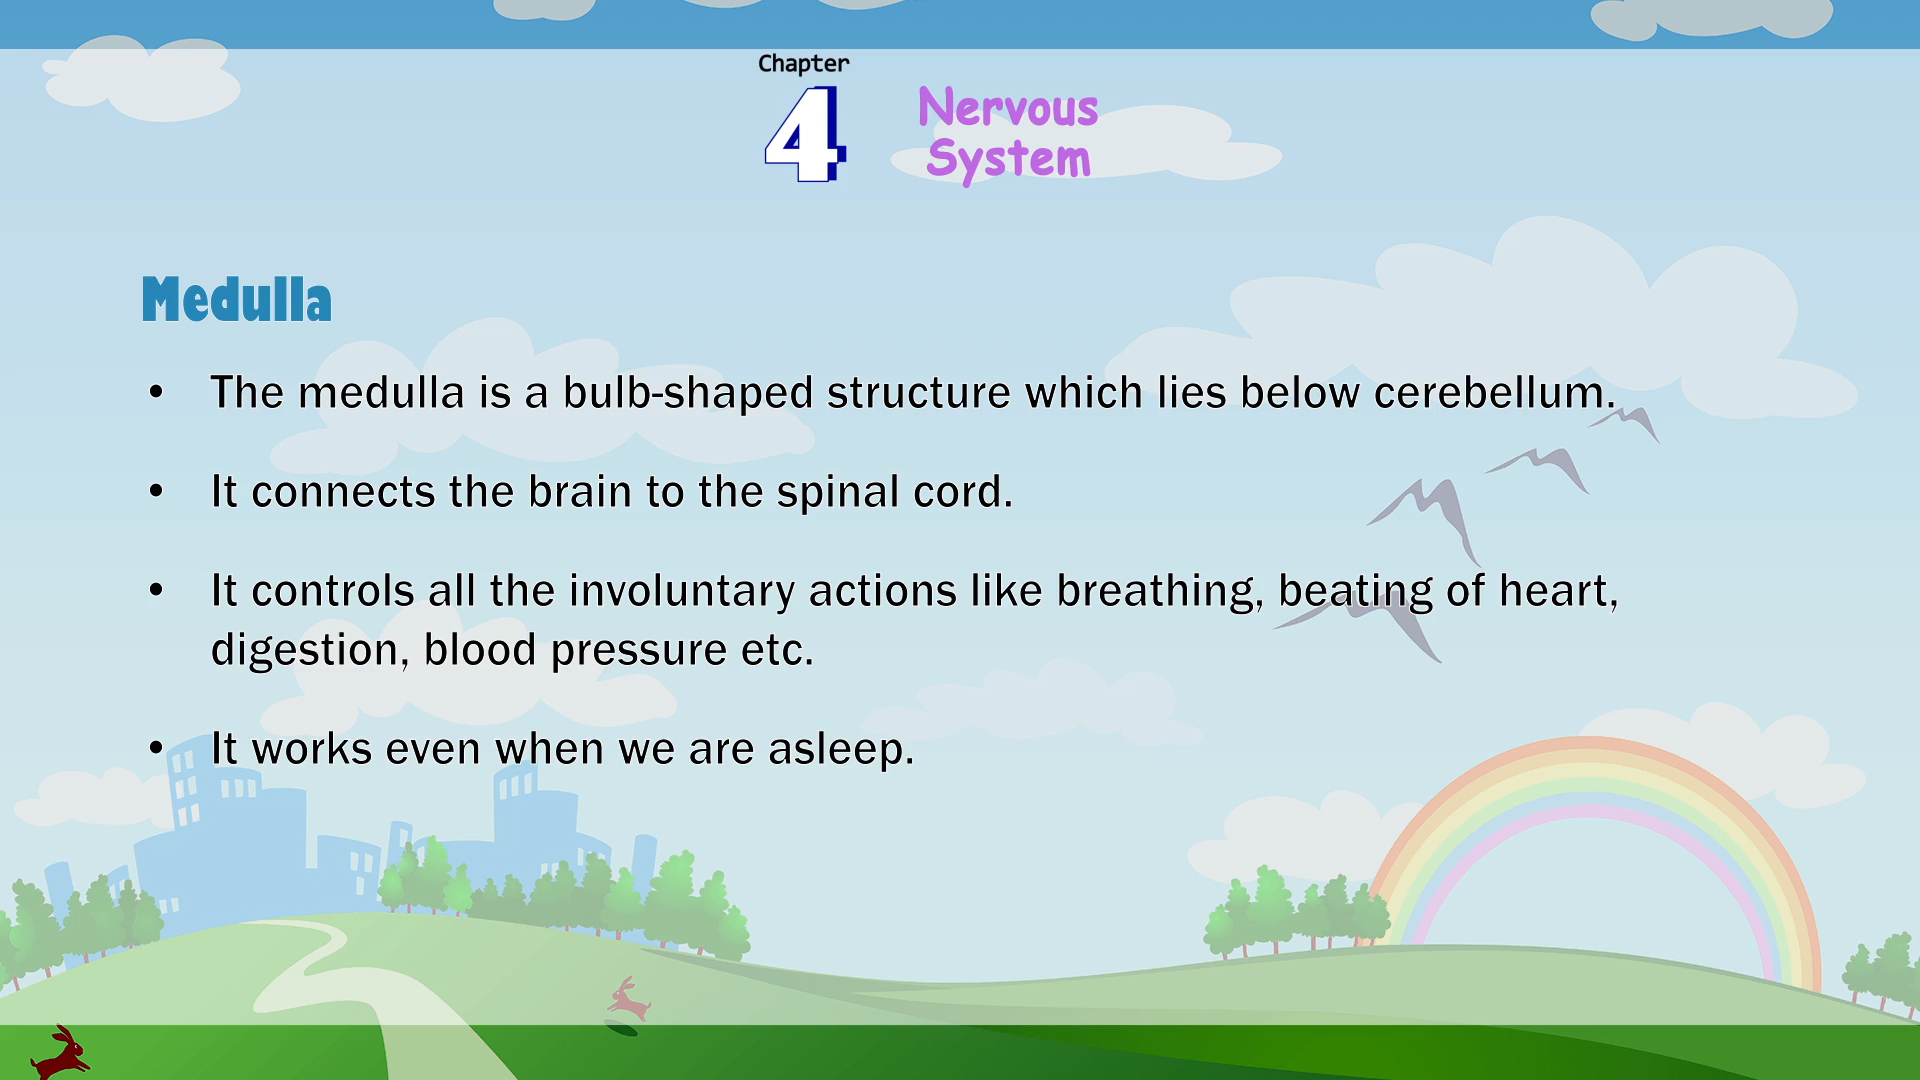 Chapter
4
Nervous
System
Medulla
• The medulla is a bulb-shaped structure which lies below cerebellum.
• It connects the brain to the spinal cord.
• It controls all the involuntary actions like breathing, beating of heart,
digestion, blood pressure etc.
• It works even when we are asleep.